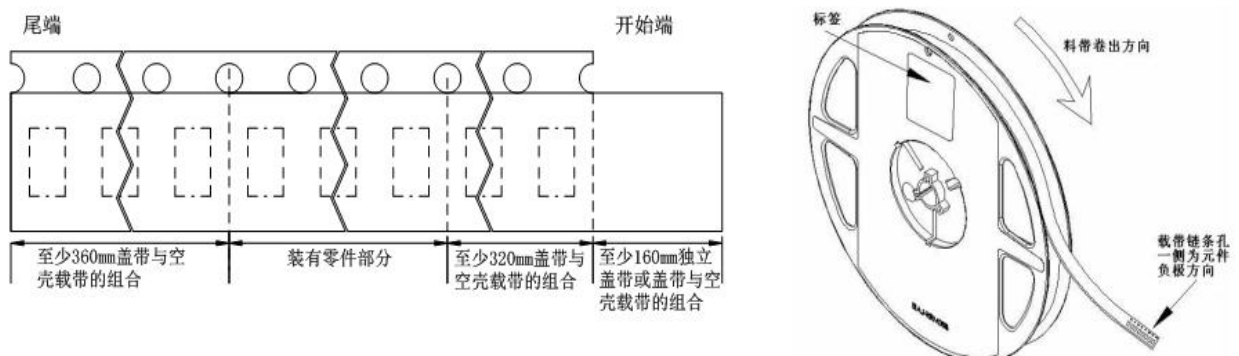 尾端
开始端
至少360mm盖带与空
壳载带的组合
装有零件部分
至少320mm盖带与
空壳载带的组合
至少160mm独立
盖带或盖带与空
壳载带的组合
标签
料带卷出方向
载带链条孔
一侧为元件
负极方向